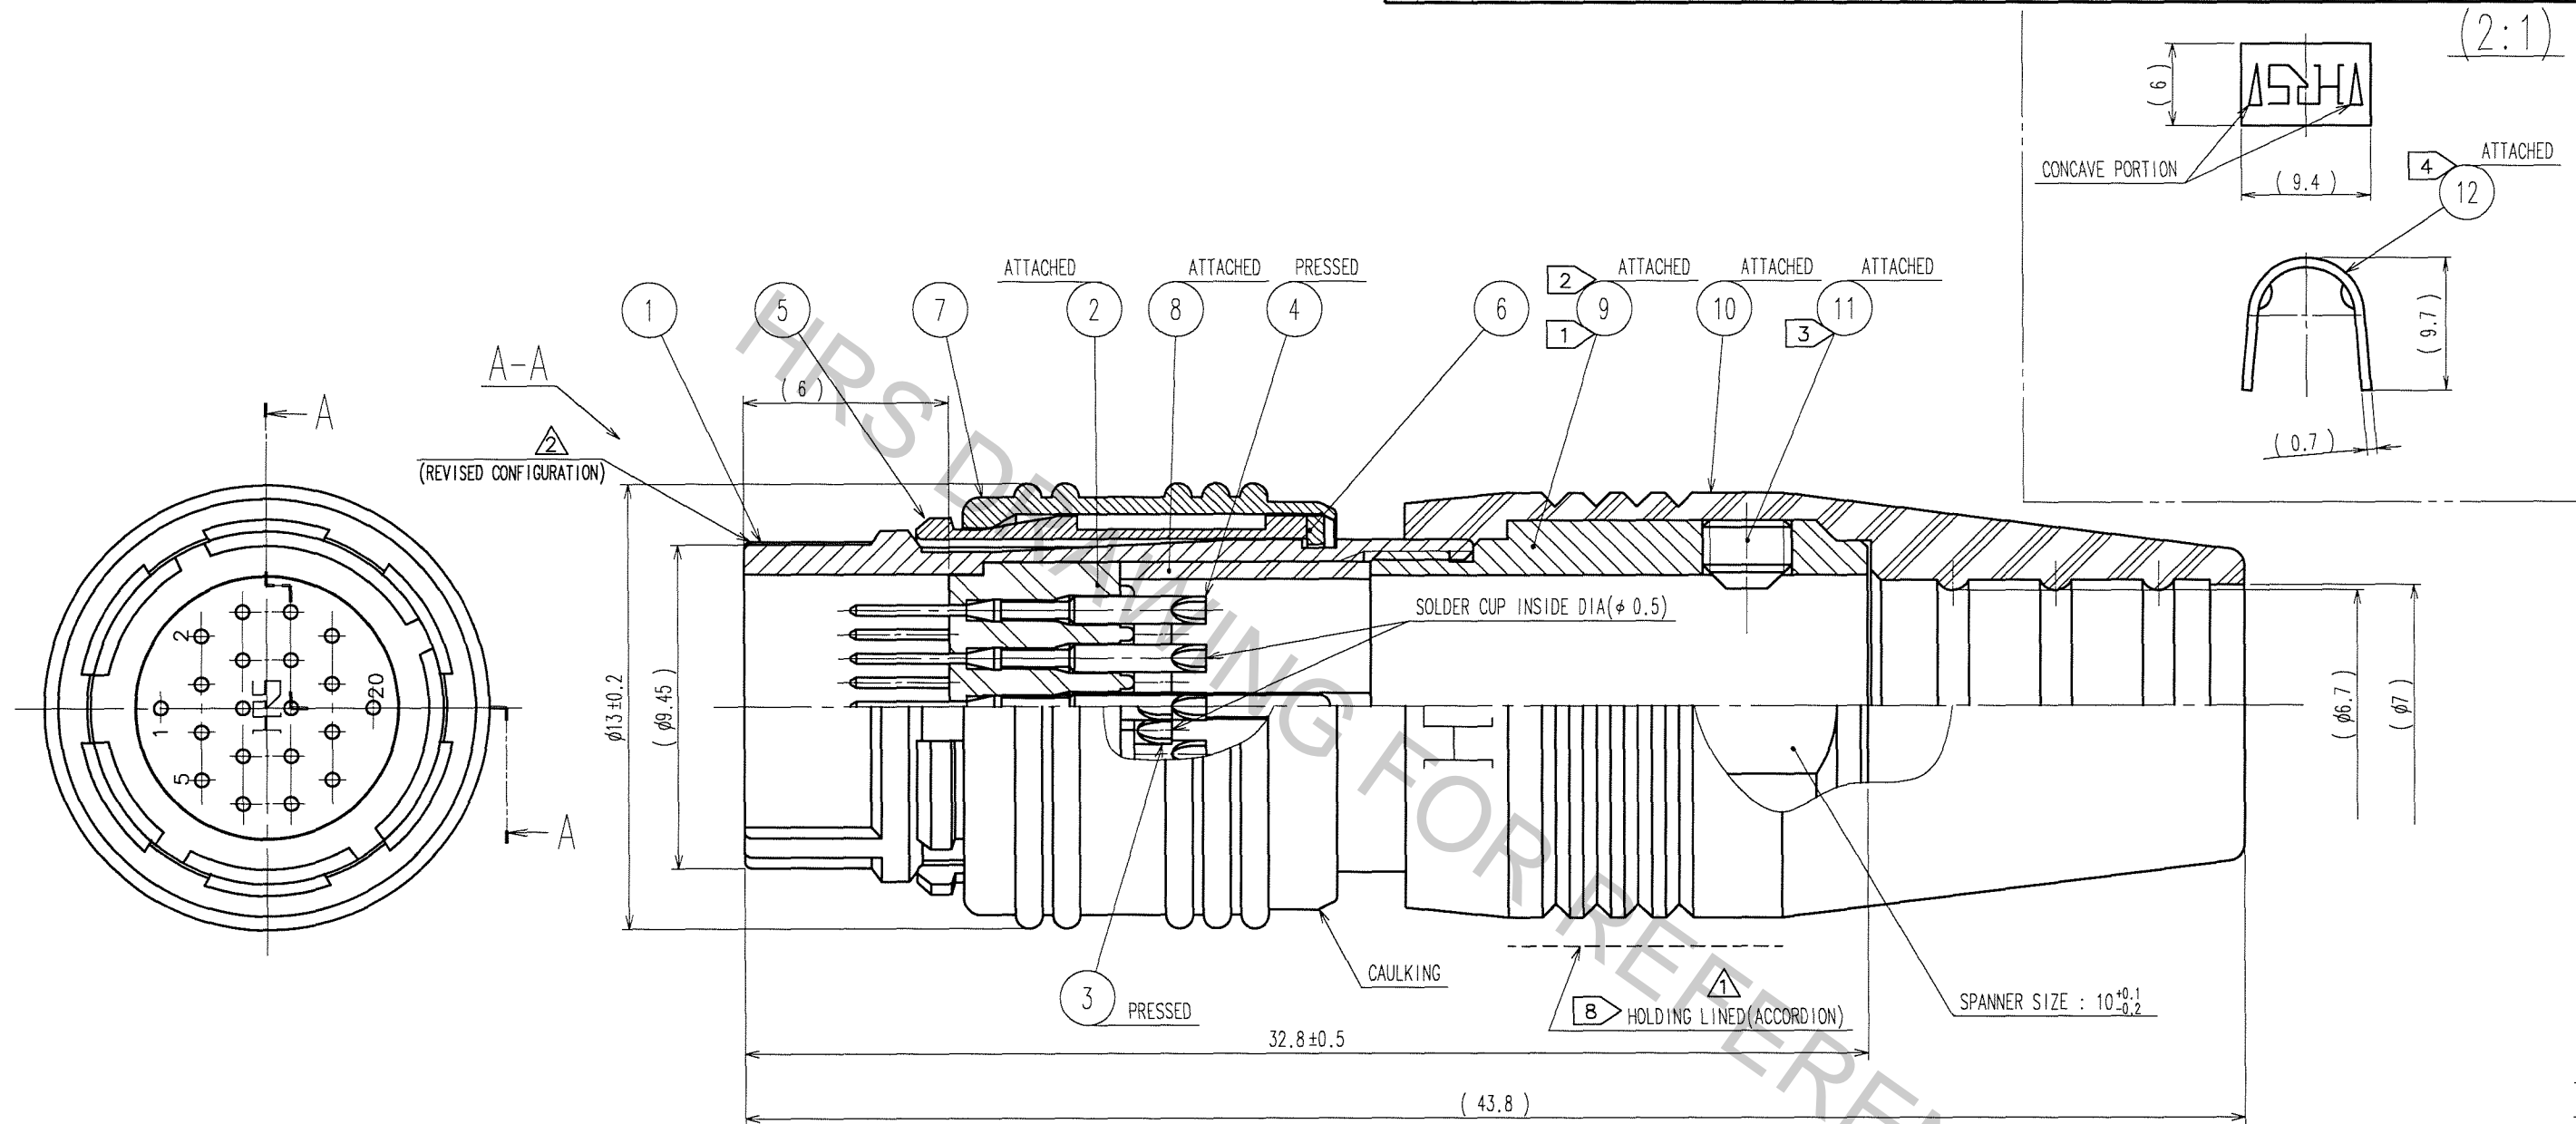 (2:1)
( 6 )
HRS
CONCAVE PORTION
( 9.4 )
4 ATTACHED
12
( 9.7 )
( 0.7 )
ATTACHED ATTACHED PRESSED 2 ATTACHED ATTACHED ATTACHED
1 5 7 2 8 4 6 9 10 11
1 3
A-A
( 6 )
A
2
(REVISED CONFIGURATION)
SOLDER CUP INSIDE DIA(φ 0.5)
2
1 HRS 20
5
φ13±0.2
( φ9.45 )
H
( φ6.7 )
( φ7 )
A
CAULKING
3 PRESSED
1
8 HOLDING LINED(ACCORDION)
SPANNER SIZE : 10 +0.1 -0.2
32.8±0.5
( 43.8 )
HRS DRAWING FOR REFEREN